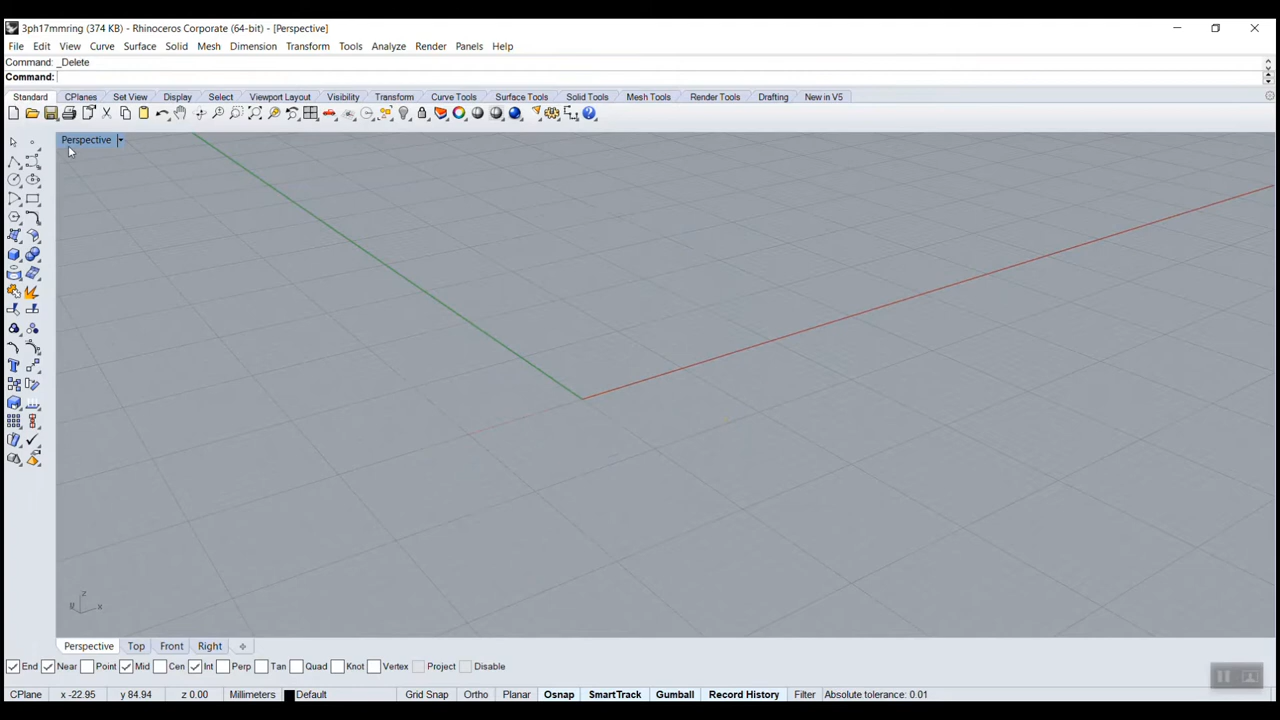 3ph17mmring (374 KB) - Rhinoceros Corporate (64-bit) - [Perspective]
File Edit View Curve Surface Solid Mesh Dimension Transform Tools Analyze Render Panels Help
Command: _Delete
Command:
Standard CPlanes Set View Display Select Viewport Layout Visibility Transform Curve Tools Surface Tools Solid Tools Mesh Tools Render Tools Drafting New in V5
Perspective
z
x
Perspective Top Front Right
End Near Point Mid Cen Int Perp Tan Quad Knot Vertex Project Disable
CPlane x -22.95 y 84.94 z 0.00 Millimeters Default Grid Snap Ortho Planar Osnap SmartTrack Gumball Record History Filter Absolute tolerance: 0.01